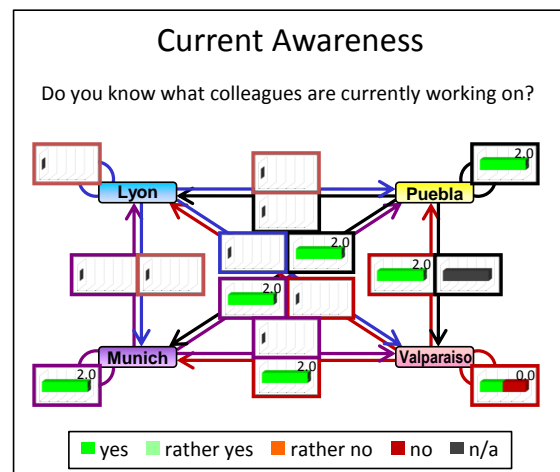 Current Awareness
Do you know what colleagues are currently working on?
2.0
Lyon
Puebla
2.0
2.0
2.0
Munich
Valparaiso
2.0
2.0
0.0
yes
rather yes
rather no
no
n/a